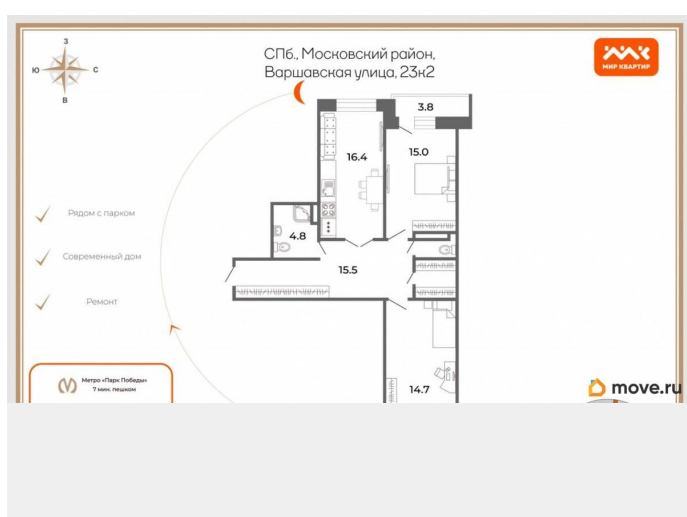 З
Ю
С
В
СПб., Московский район,
Варшавская улица, 23к2
МИР КВАРТИР
3.8
16.4
15.0
4.8
15.5
14.7
Рядом с парком
Современный дом
Ремонт
Метро «Парк Победы»
7 мин. пешком
move.ru